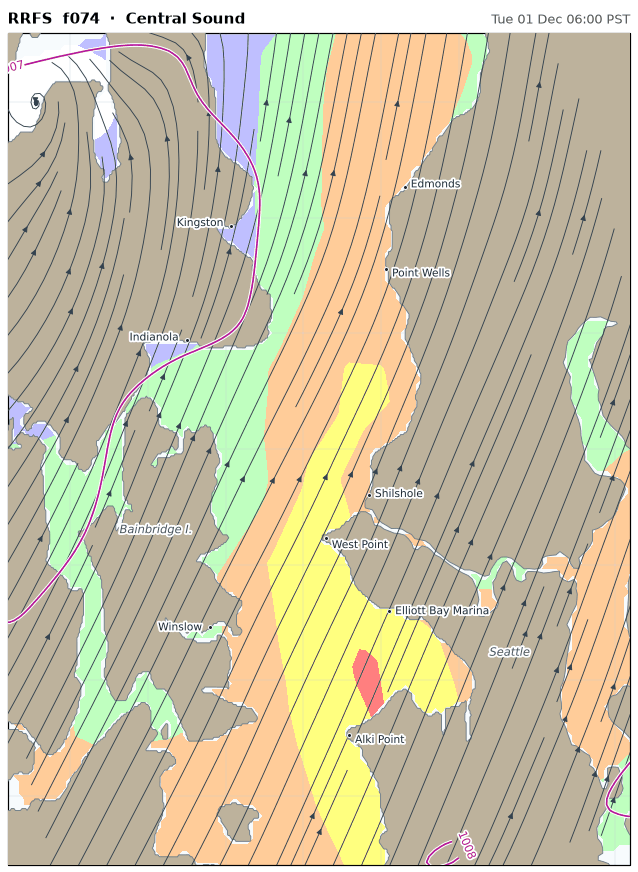 RRFS f074 · Central Sound
Tue 01 Dec 06:00 PST
07
Edmonds
Kingston
Point Wells
Indianola
Shilshole
Bainbridge I.
West Point
Elliott Bay Marina
Winslow
Seattle
Alki Point
1008